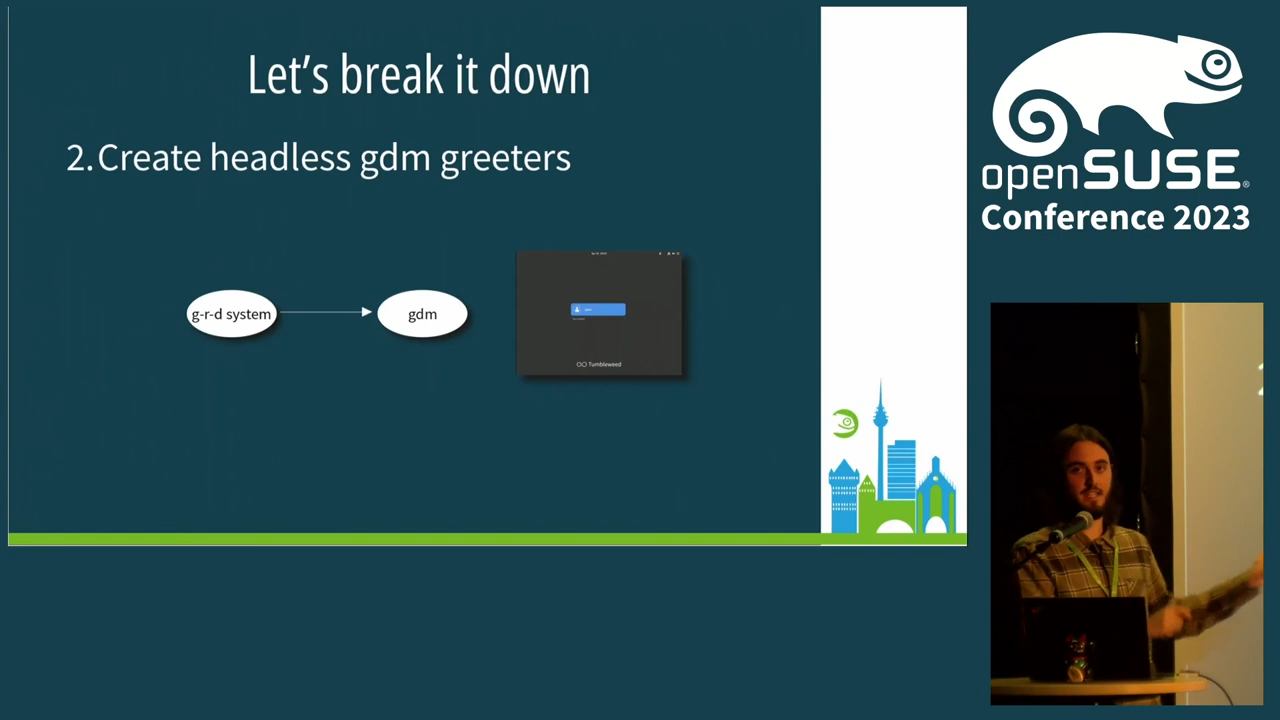 Let's break it down
2. Create headless gdm greeters
g-r-d system
gdm
Tumbleweed
openSUSE®
Conference 2023